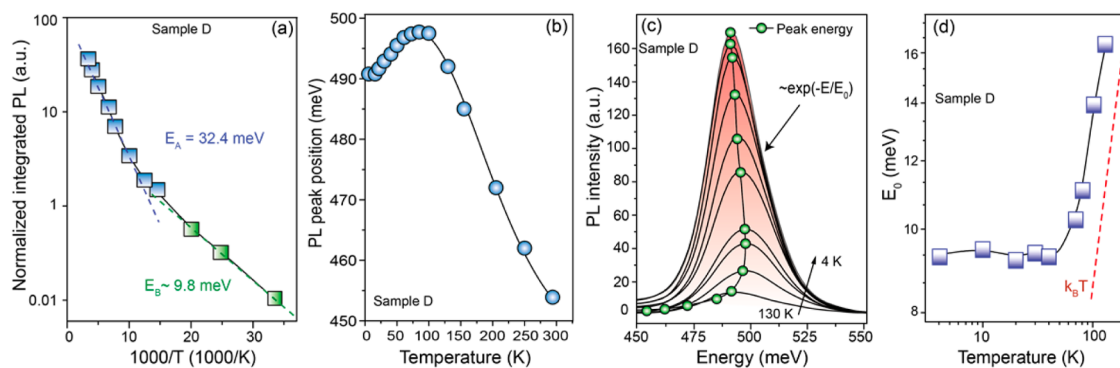 Sample D
(a)
Normalized integrated PL (a.u.)
100
10
1
0.01
E_A = 32.4 meV
E_B~ 9.8 meV
0 5 10 15 20 25 30 35
1000/T (1000/K)
(b)
PL peak position (meV)
500
490
480
470
460
450
Sample D
0 50 100 150 200 250 300
Temperature (K)
(c)
Peak energy
Sample D
PL intensity (a.u.)
160
140
120
100
80
60
40
20
0
~exp(-E/E_0)
4 K
130 K
450 475 500 525 550
Energy (meV)
(d)
Sample D
E_0 (meV)
16
14
12
10
9
8
k_BT
10 100
Temperature (K)